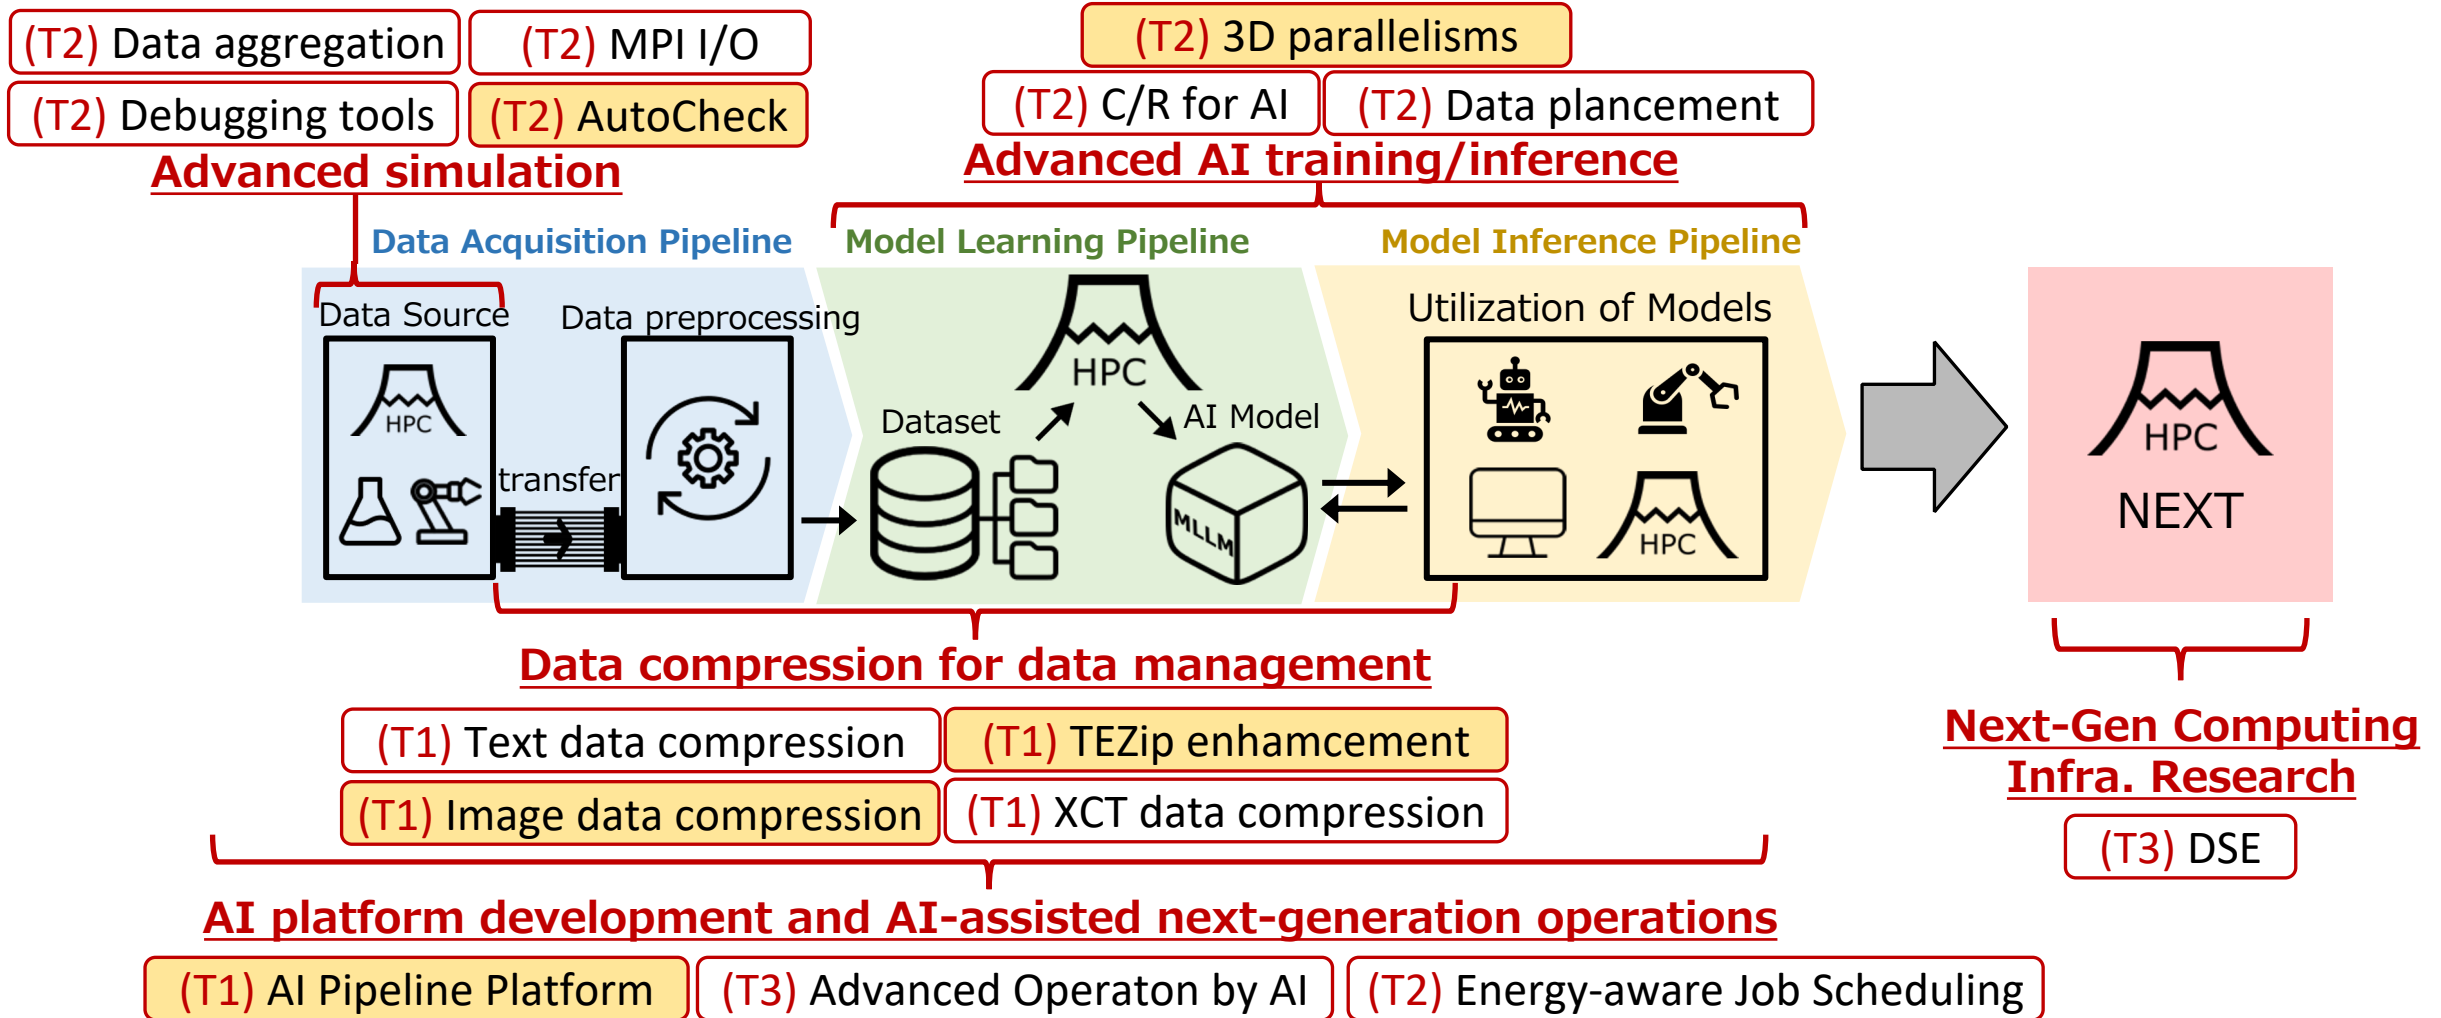 (T2) Data aggregation
(T2) MPI I/O
(T2) Debugging tools
(T2) AutoCheck
Advanced simulation
(T2) 3D parallelisms
(T2) C/R for AI
(T2) Data plancement
Advanced AI training/inference
Data Acquisition Pipeline
Model Learning Pipeline
Model Inference Pipeline
Data Source
HPC
transfer
Data preprocessing
Dataset
HPC
AI Model
MLLM
Utilization of Models
HPC
HPC
NEXT
Data compression for data management
(T1) Text data compression
(T1) TEZip enhamcement
(T1) Image data compression
(T1) XCT data compression
Next-Gen Computing
Infra. Research
(T3) DSE
AI platform development and AI-assisted next-generation operations
(T1) AI Pipeline Platform
(T3) Advanced Operaton by AI
(T2) Energy-aware Job Scheduling